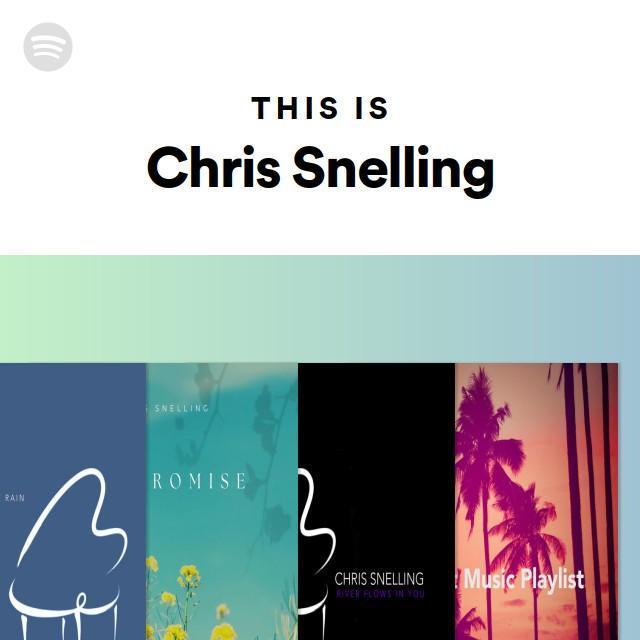 THIS IS
Chris Snelling
RAIN
SNELLING
ROMISE
CHRIS SNELLING
RIVER FLOWS IN YOU
Music Playlist